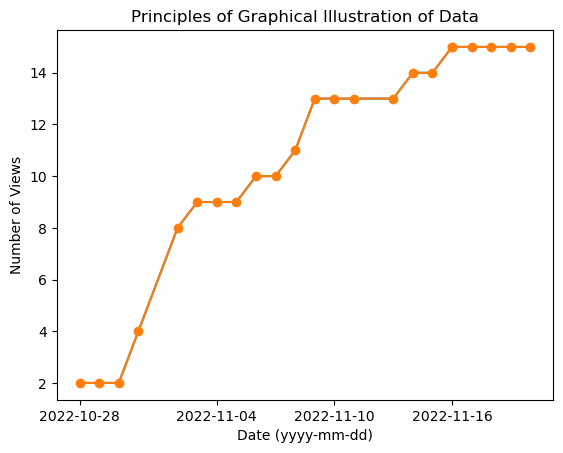 Principles of Graphical Illustration of Data
Number of Views
14
12
10
8
6
4
2
2022-10-28 2022-11-04 2022-11-10 2022-11-16
Date (yyyy-mm-dd)